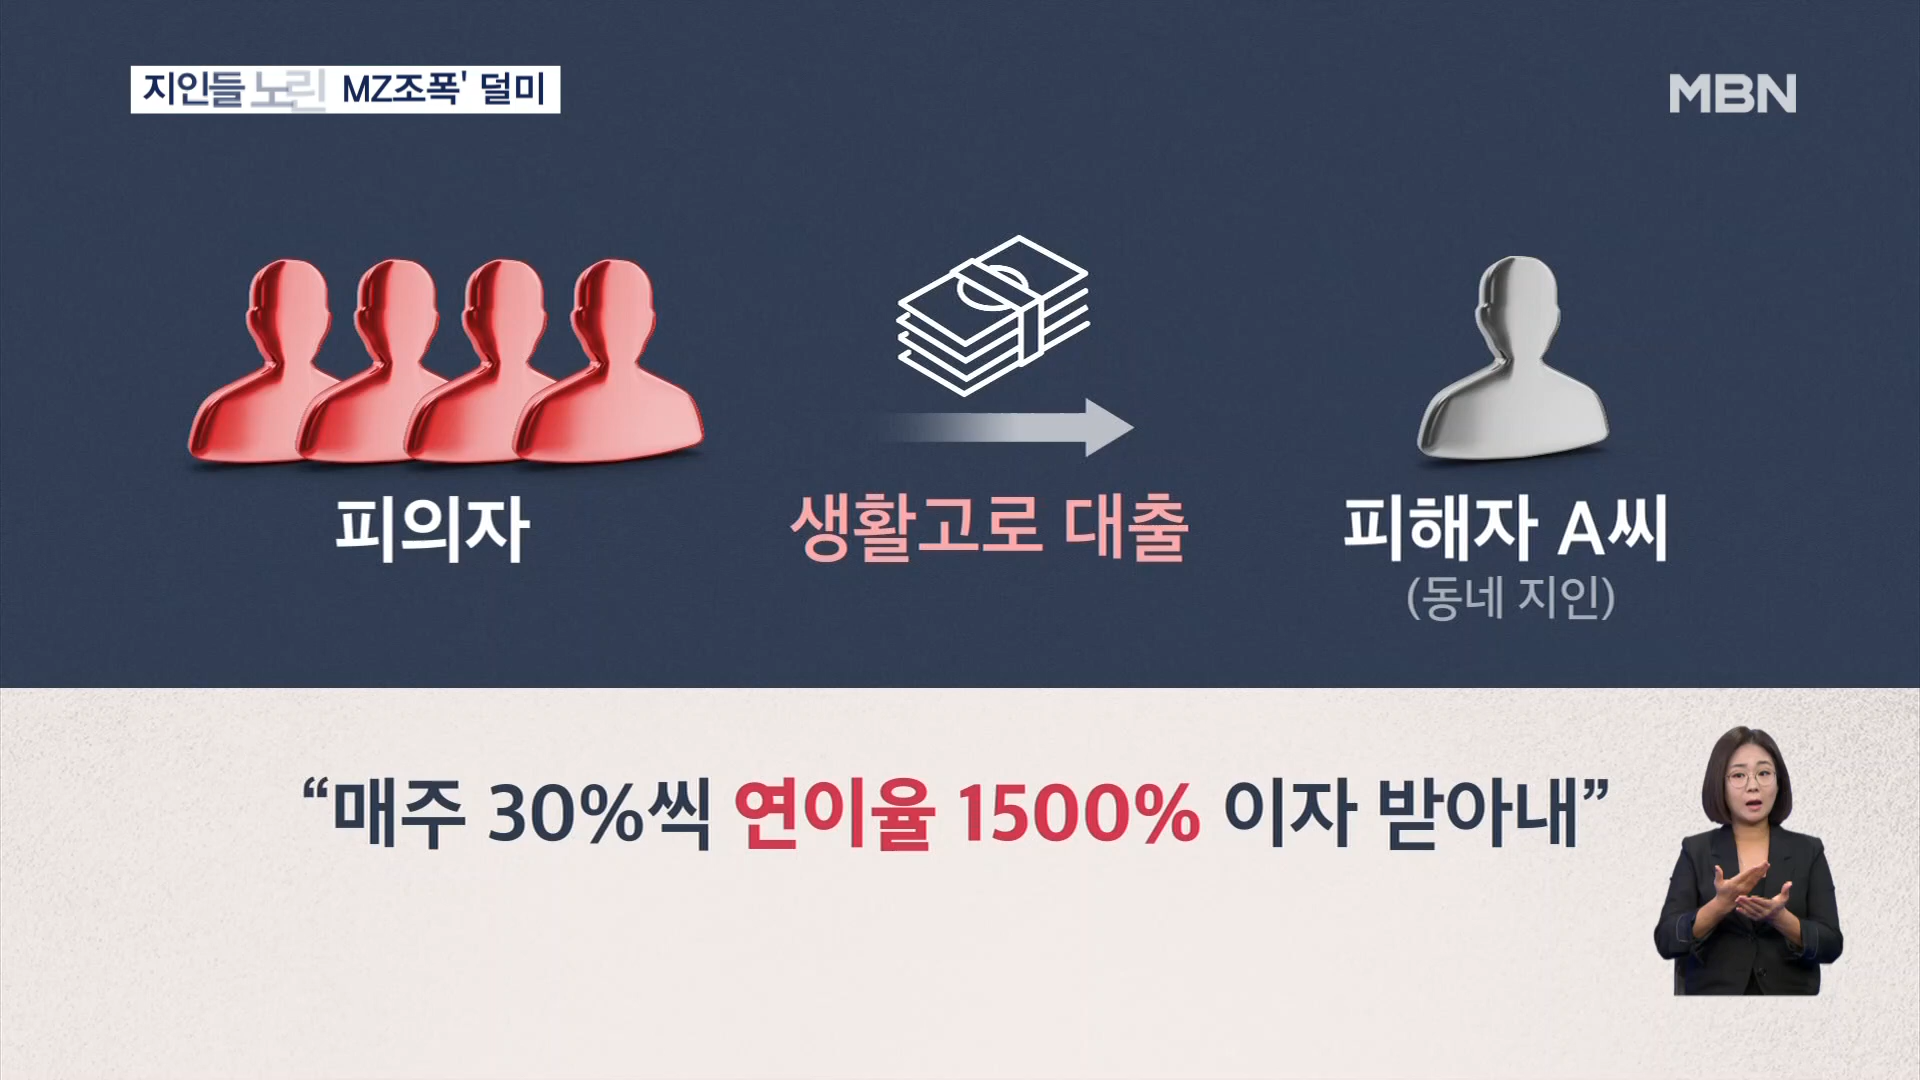 지인들 노린 MZ조폭' 덜미
MBN
피의자
생활고로 대출
피해자 A씨
(동네 지인)
“매주 30%씩 연이율 1500% 이자 받아내”